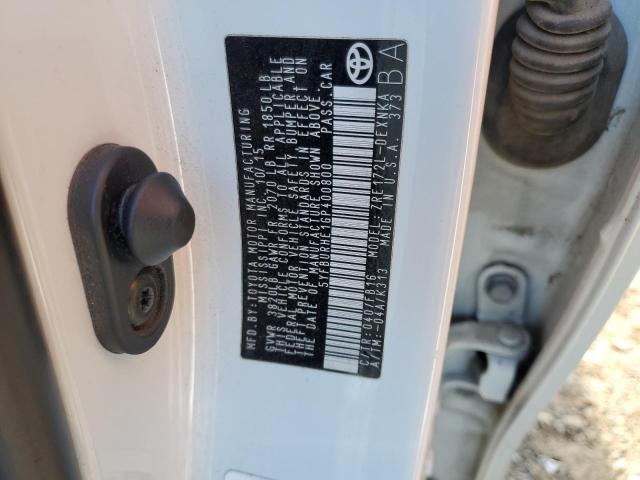 MFD.BY:TOYOTA MOTOR MANUFACTURING
MISSISSIPPI, INC. 10/15
GVWR 3820LB GAWR FR 2070 LB RR 1850 LB
THIS VEHICLE CONFORMS TO ALL APPLICABLE
FEDERAL MOTOR VEHICLE SAFETY BUMPER, AND
THEFT PREVENTION STANDARDS IN EFFECT ON
THE DATE OF MANUFACTURE SHOWN ABOVE.
5YFBURHE1GP400800 PASS.CAR
C/TR:040/FB16 MODEL:ZRE172L-DEXNKA
A/TM:-04A/K313 MADE IN U.S.A. 373
BA